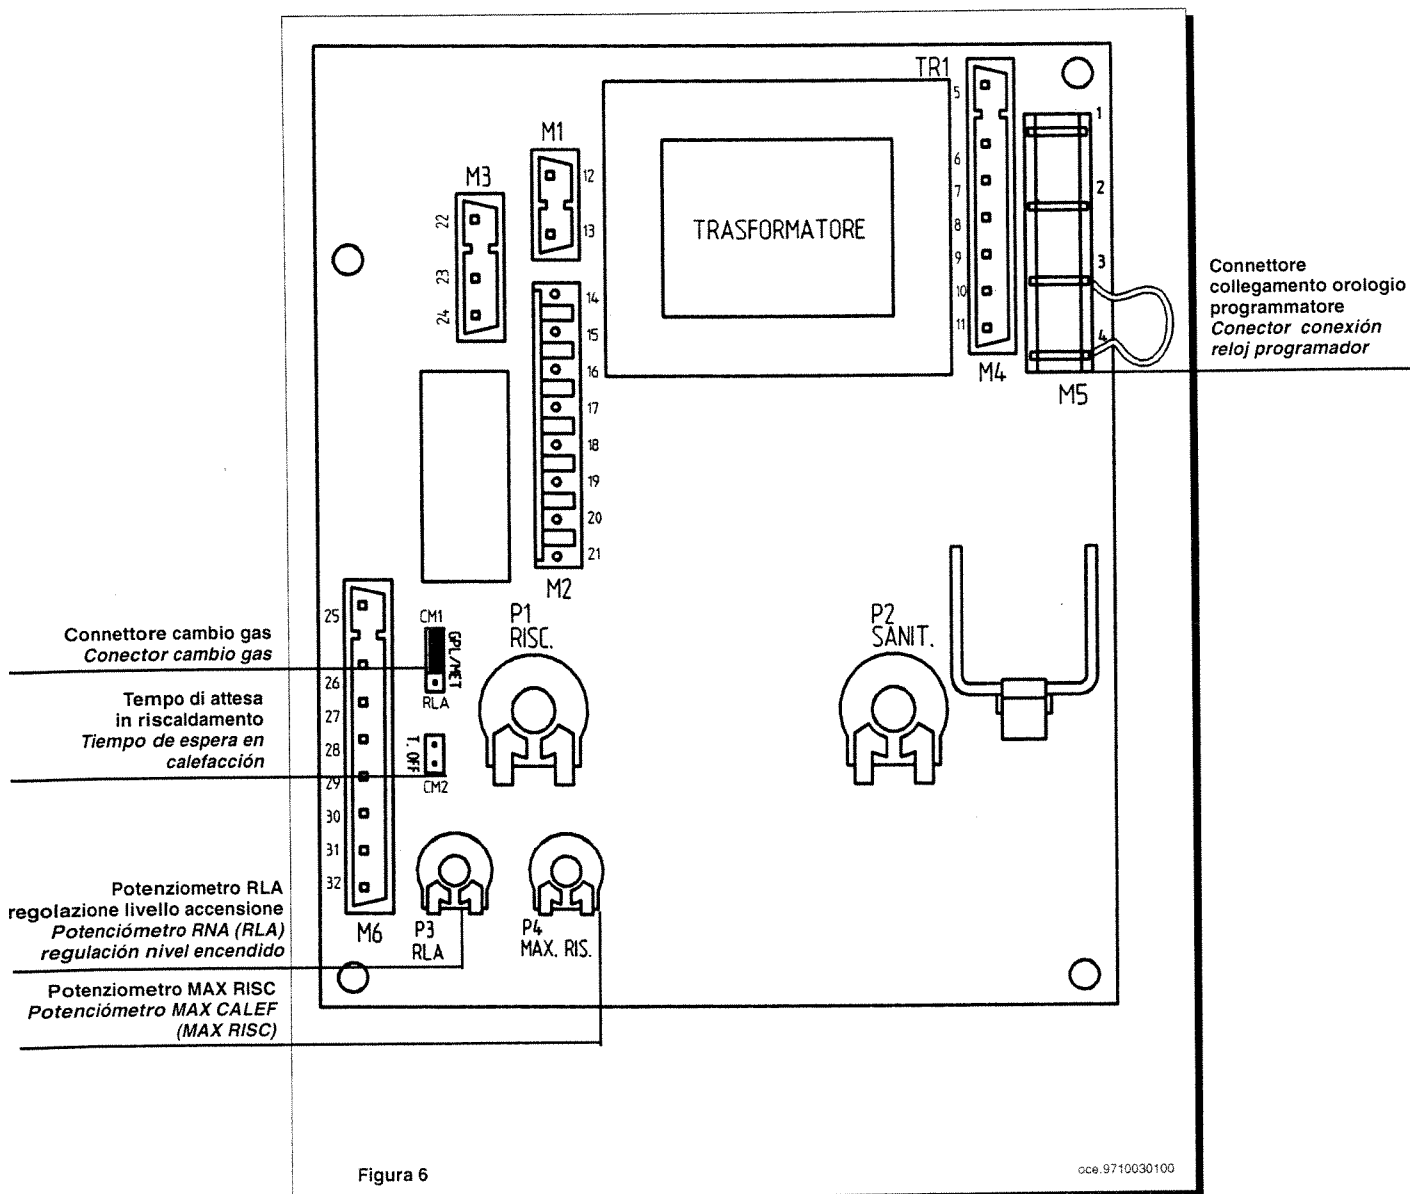 TR1
5
6
7
8
9
10
11
M4
1
2
3
4
M5
M1
12
13
M3
22
23
24
TRASFORMATORE
14
15
16
17
18
19
20
21
M2
Connettore
collegamento orologio
programmatore
Conector conexión
reloj programador
25
26
27
28
29
30
31
32
M6
CM1
GPL/MET
RLA
T. OFF
CM2
P1
RISC.
P2
SANIT.
P3
RLA
P4
MAX. RIS.
Connettore cambio gas
Conector cambio gas
Tempo di attesa
in riscaldamento
Tiempo de espera en
calefacción
Potenziometro RLA
regolazione livello accensione
Potenciómetro RNA (RLA)
regulación nivel encendido
Potenziometro MAX RISC
Potenciómetro MAX CALEF
(MAX RISC)
Figura 6
cce.9710030100